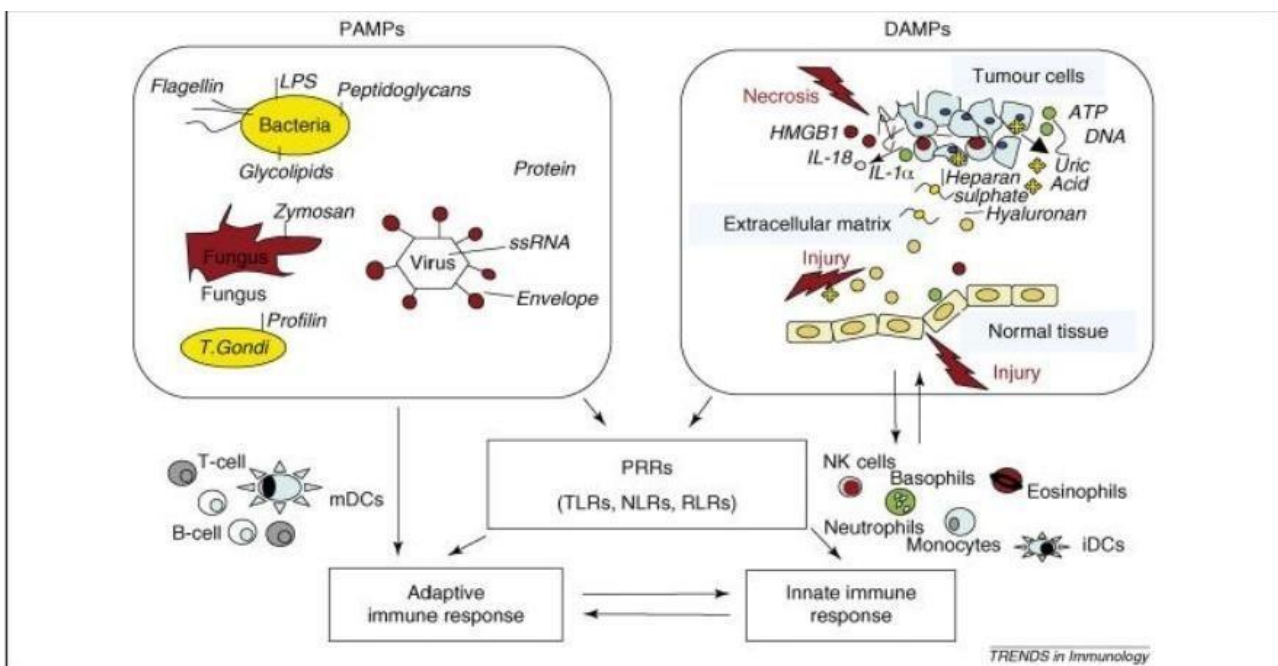 PAMPs
DAMPs
Flagellin
LPS
Peptidoglycans
Bacteria
Glycolipids
Protein
Zymosan
Fungus
Fungus
Virus
ssRNA
Envelope
Profilin
T.Gondi
Tumour cells
Necrosis
ATP
DNA
HMGB1
IL-18
IL-1α
Uric
Acid
Heparan
sulphate
Hyaluronan
Extracellular matrix
Injury
Normal tissue
Injury
T-cell
mDCs
B-cell
PRRs
(TLRs, NLRs, RLRs)
NK cells
Basophils
Eosinophils
Neutrophils
Monocytes
iDCs
Adaptive
immune response
Innate immune
response
TRENDS in Immunology